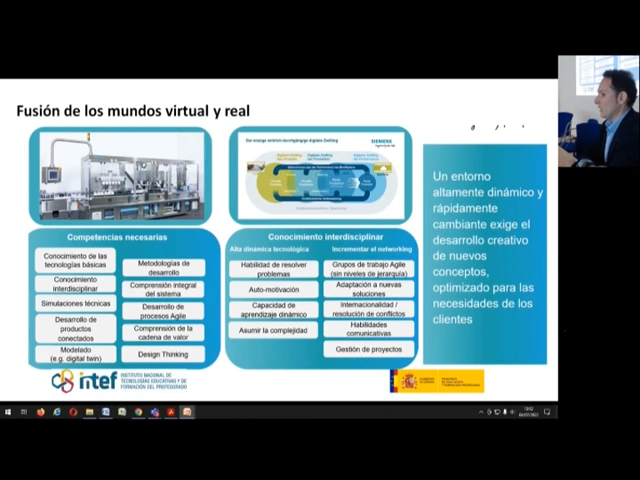 Fusión de los mundos virtual y real
SIEMENS
Competencias necesarias
Conocimiento de las
tecnologías básicas
Conocimiento
interdisciplinar
Simulaciones técnicas
Desarrollo de
productos
conectados
Modelado
(e.g. digital twin)
Metodologías de
desarrollo
Comprensión integral
del sistema
Desarrollo de
procesos Agile
Comprensión de la
cadena de valor
Design Thinking
Conocimiento interdisciplinar
Alta dinámica tecnológica
Habilidad de resolver
problemas
Auto-motivación
Capacidad de
aprendizaje dinámico
Asumir la complejidad
Incrementar el networking
Grupos de trabajo Agile
(sin niveles de jerarquía)
Adaptación a nuevas
soluciones
Internacionalidad /
resolución de conflictos
Habilidades
comunicativas
Gestión de proyectos
Un entorno
altamente dinámico y
rápidamente
cambiante exige el
desarrollo creativo
de nuevos
conceptos,
optimizado para las
necesidades de los
clientes
intef
INSTITUTO NACIONAL DE
TECNOLOGÍAS EDUCATIVAS Y DE
FORMACIÓN DEL PROFESORADO